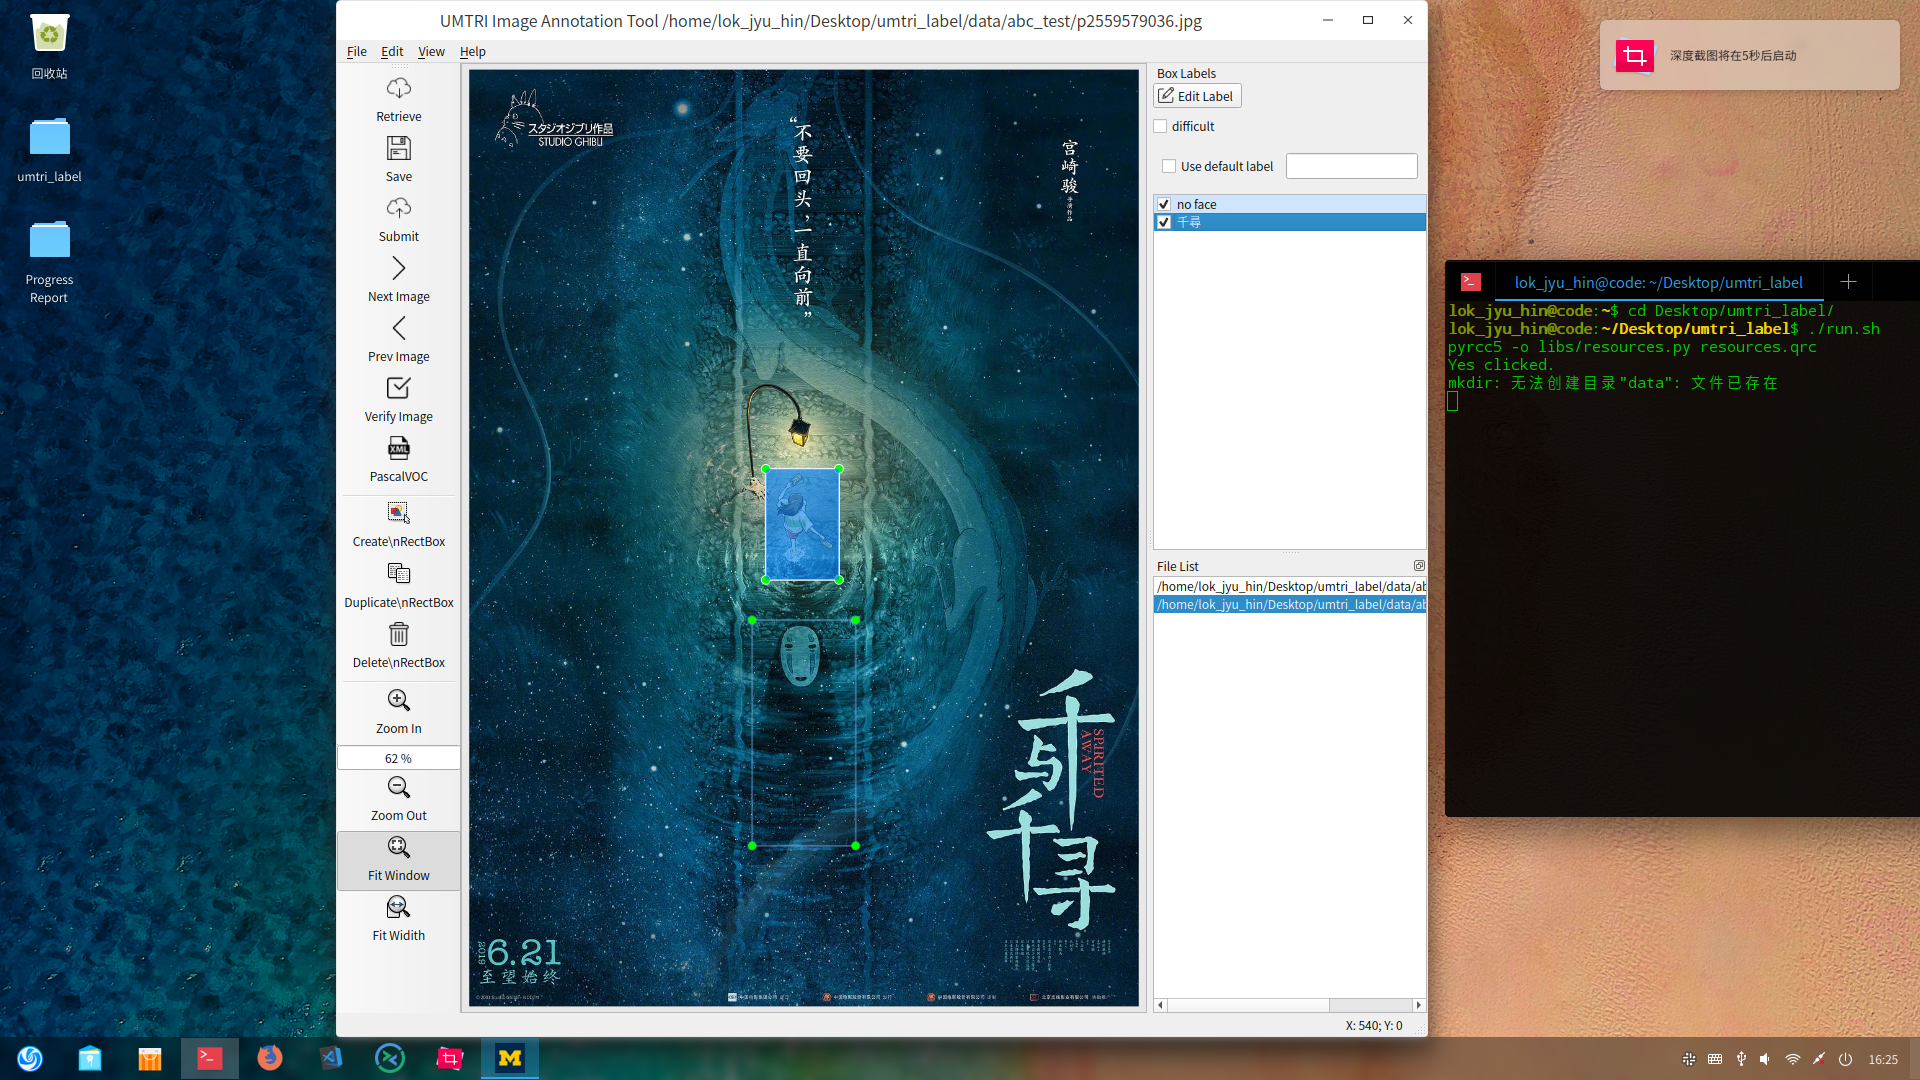 回收站
umtri_label
Progress
Report
UMTRI Image Annotation Tool /home/lok_jyu_hin/Desktop/umtri_label/data/abc_test/p2559579036.jpg
File Edit View Help
Retrieve
Save
Submit
Next Image
Prev Image
Verify Image
XML
PascalVOC
Create\nRectBox
Duplicate\nRectBox
Delete\nRectBox
Zoom In
62 %
Zoom Out
Fit Window
Fit Width
スタジオジブリ作品
STUDIO GHIBLI
“不要回头，一直向前”
宫崎骏
导演作品
千与千寻
SPIRITED
AWAY
2019
6.21
至望始终
Box Labels
Edit Label
difficult
Use default label
no face
千尋
File List
/home/lok_jyu_hin/Desktop/umtri_label/data/ab
/home/lok_jyu_hin/Desktop/umtri_label/data/ab
X: 540; Y: 0
深度截图将在5秒后启动
lok_jyu_hin@code: ~/Desktop/umtri_label
lok_jyu_hin@code:~$ cd Desktop/umtri_label/
lok_jyu_hin@code:~/Desktop/umtri_label$ ./run.sh
pyrcc5 -o libs/resources.py resources.qrc
Yes clicked.
mkdir: 无法创建目录"data": 文件已存在
16:25